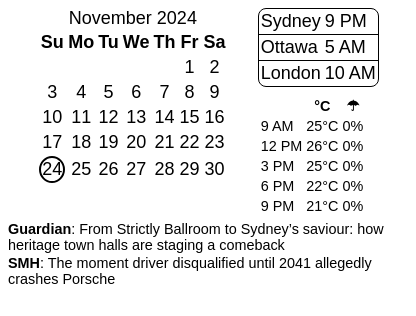 November 2024
Su Mo Tu We Th Fr Sa
1 2
3 4 5 6 7 8 9
10 11 12 13 14 15 16
17 18 19 20 21 22 23
24 25 26 27 28 29 30
Sydney 9 PM
Ottawa 5 AM
London 10 AM
°C ☂
9 AM 25°C 0%
12 PM 26°C 0%
3 PM 25°C 0%
6 PM 22°C 0%
9 PM 21°C 0%
Guardian: From Strictly Ballroom to Sydney’s saviour: how
heritage town halls are staging a comeback
SMH: The moment driver disqualified until 2041 allegedly
crashes Porsche